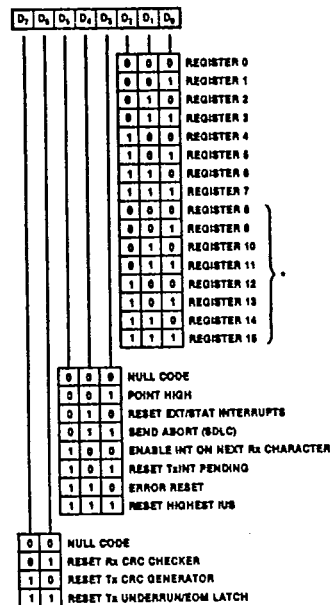 D7 D6 D5 D4 D3 D2 D1 D0
0 0 0 REGISTER 0
0 0 1 REGISTER 1
0 1 0 REGISTER 2
0 1 1 REGISTER 3
1 0 0 REGISTER 4
1 0 1 REGISTER 5
1 1 0 REGISTER 6
1 1 1 REGISTER 7
0 0 0 REGISTER 8
0 0 1 REGISTER 9
0 1 0 REGISTER 10
0 1 1 REGISTER 11
1 0 0 REGISTER 12
1 0 1 REGISTER 13
1 1 0 REGISTER 14
1 1 1 REGISTER 15
*
0 0 0 NULL CODE
0 0 1 POINT HIGH
0 1 0 RESET EXT/STAT INTERRUPTS
0 1 1 SEND ABORT (SDLC)
1 0 0 ENABLE INT ON NEXT Rx CHARACTER
1 0 1 RESET TxINT PENDING
1 1 0 ERROR RESET
1 1 1 RESET HIGHEST IUS
0 0 NULL CODE
0 1 RESET Rx CRC CHECKER
1 0 RESET Tx CRC GENERATOR
1 1 RESET Tx UNDERRUN/EOM LATCH